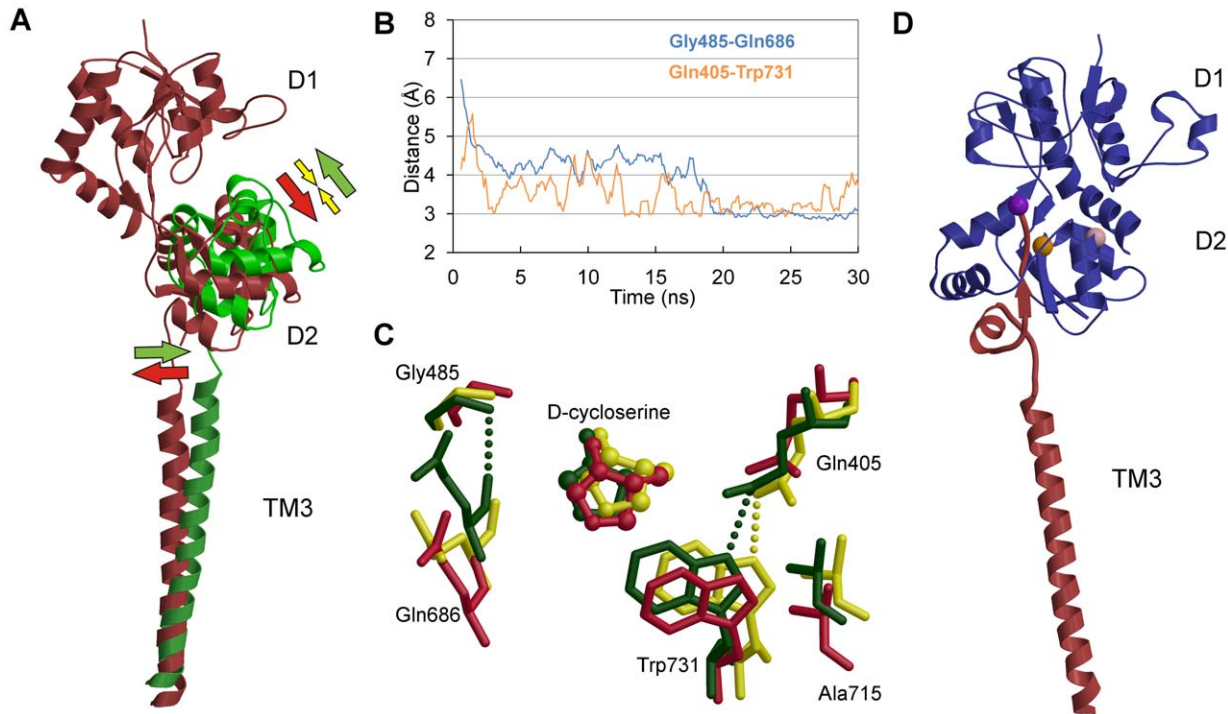 A
D1
D2
TM3
B
8
7
6
5
4
3
2
Distance (Å)
Gly485-Gln686
Gln405-Trp731
0 5 10 15 20 25 30
Time (ns)
C
Gly485
D-cycloserine
Gln405
Gln686
Trp731
Ala715
D
D1
D2
TM3